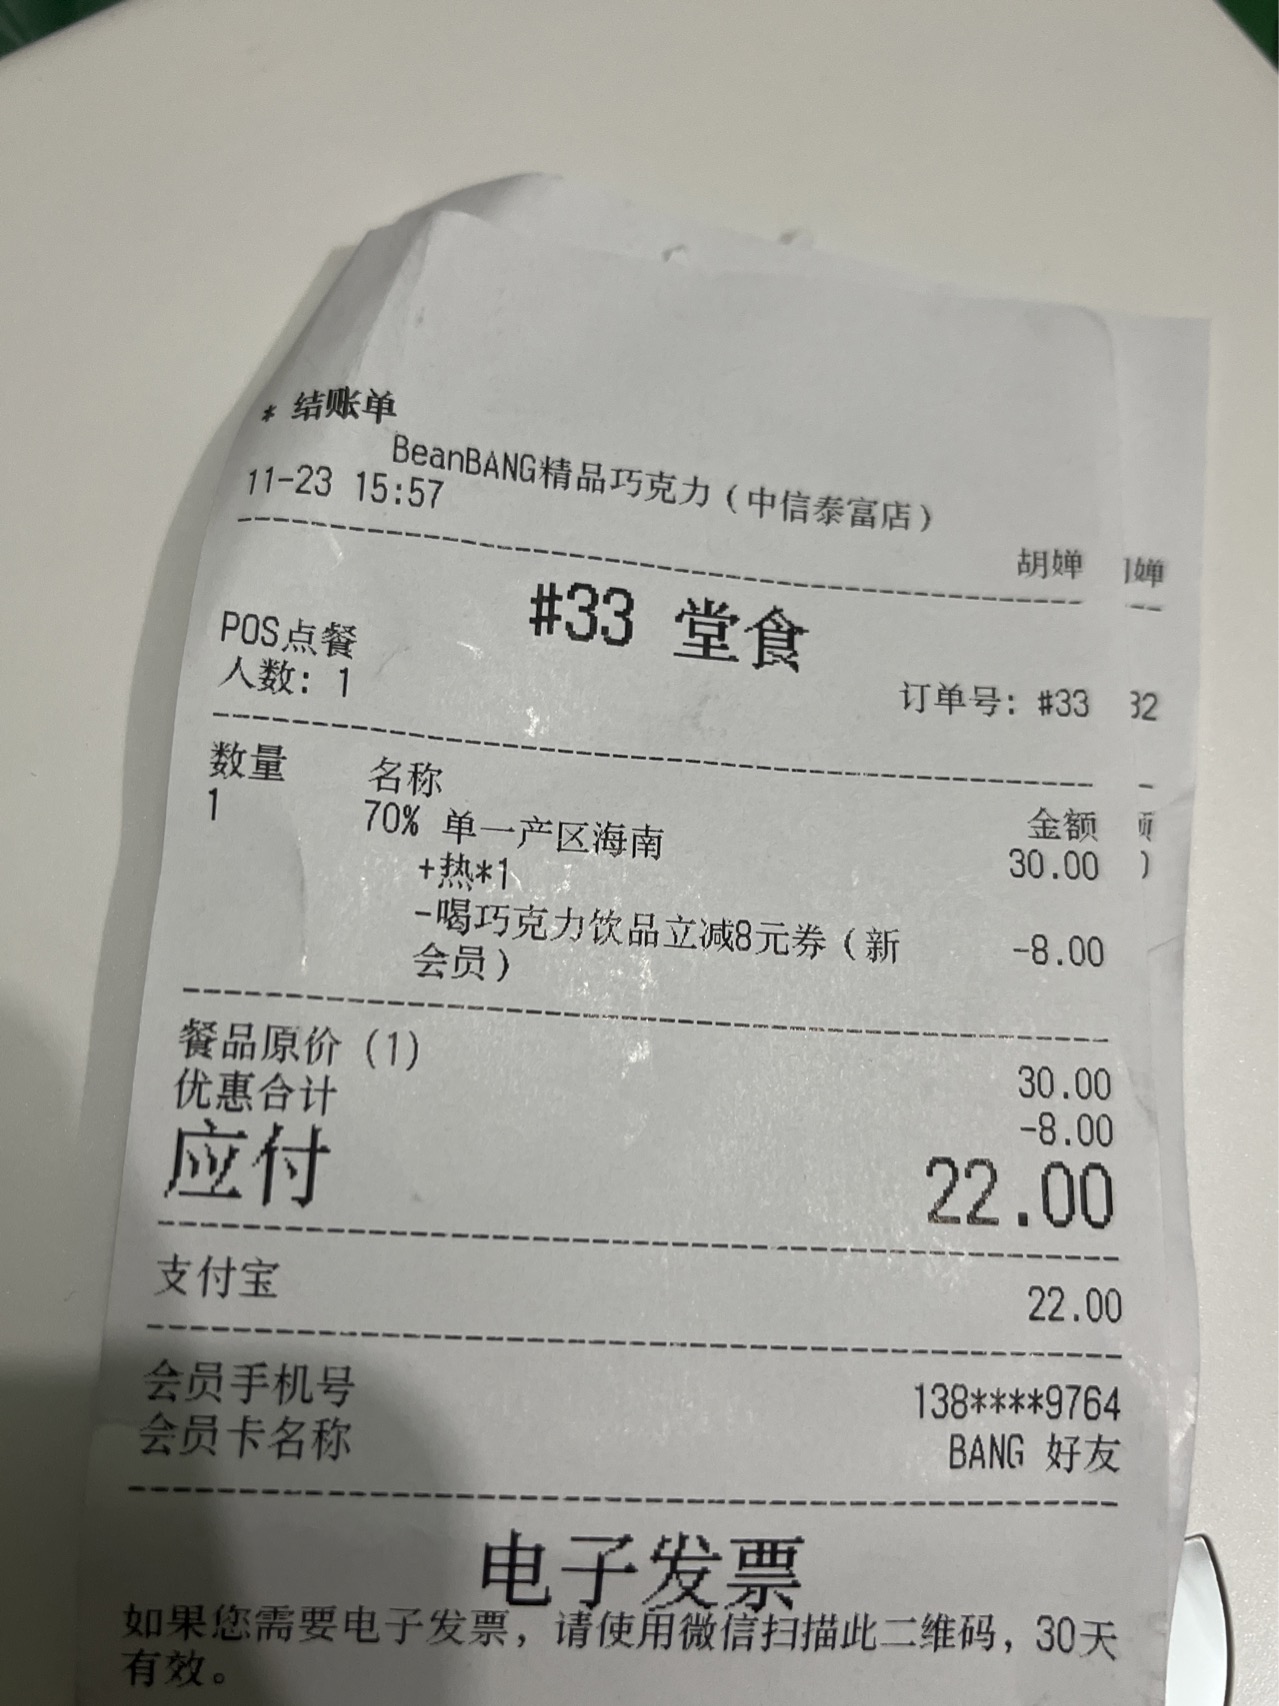 * 结账单
BeanBANG精品巧克力（中信泰富店）
11-23 15:57
胡婵
#33 堂食
POS点餐
人数: 1
订单号: #33
32
数量 名称 金额
1 70% 单一产区海南 30.00
+热*1
-喝巧克力饮品立减8元券（新 -8.00
会员）
餐品原价 (1) 30.00
优惠合计 -8.00
应付 22.00
支付宝 22.00
会员手机号 138****9764
会员卡名称 BANG 好友
电子发票
如果您需要电子发票，请使用微信扫描此二维码，30天
有效。